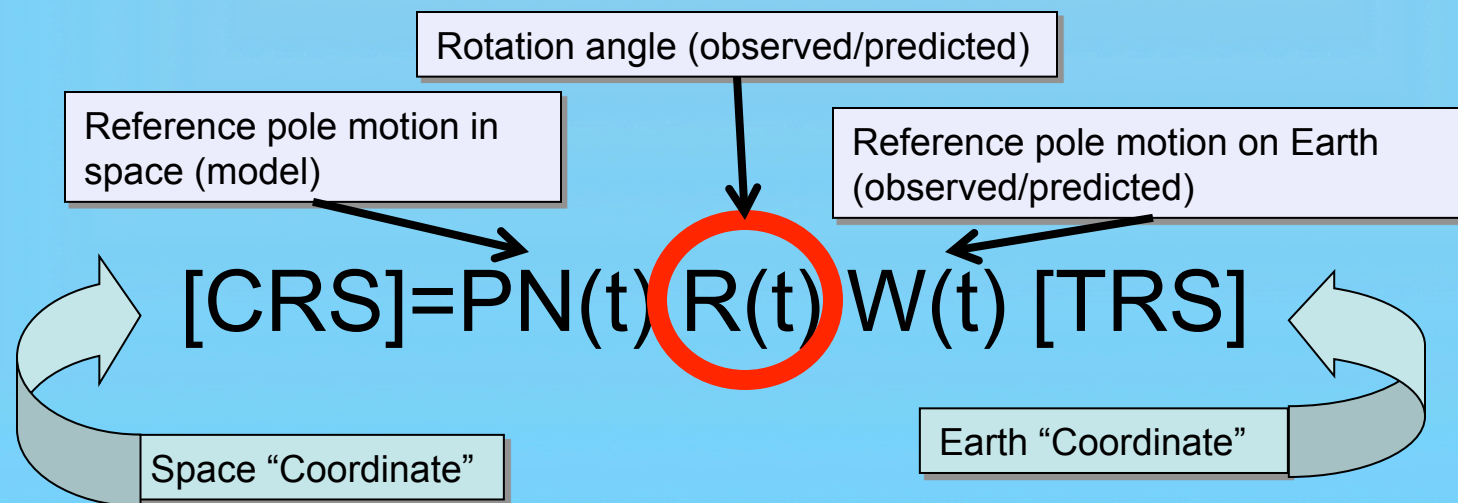 Rotation angle (observed/predicted)
Reference pole motion in
space (model)
Reference pole motion on Earth
(observed/predicted)
[CRS]=PN(t) R(t) W(t) [TRS]
Space “Coordinate”
Earth “Coordinate”